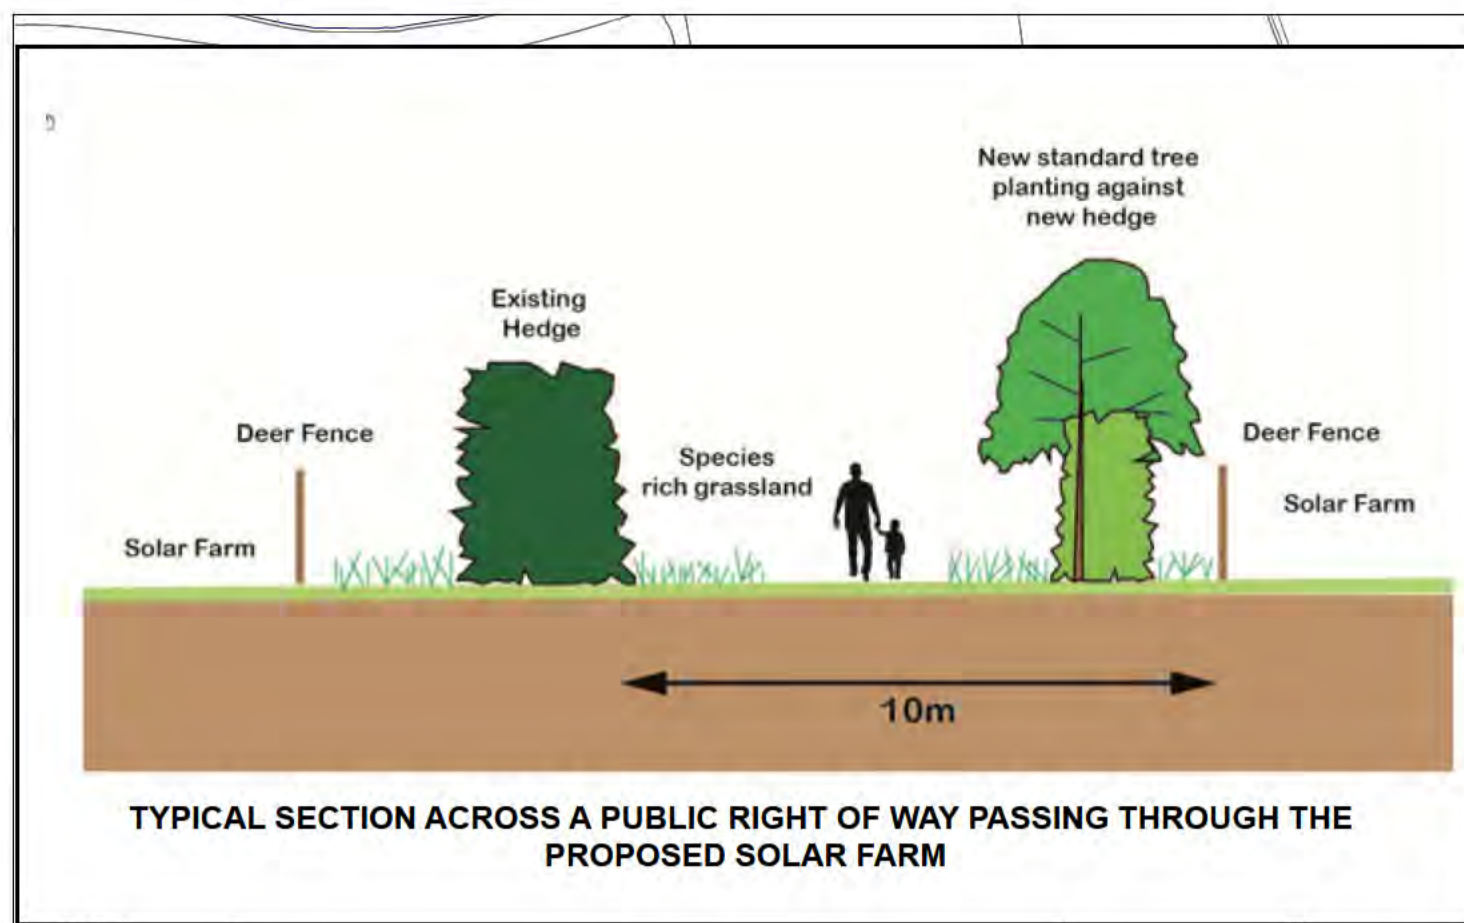 New standard tree
planting against
new hedge
Existing
Hedge
Deer Fence
Species
rich grassland
Deer Fence
Solar Farm
Solar Farm
10m
TYPICAL SECTION ACROSS A PUBLIC RIGHT OF WAY PASSING THROUGH THE
PROPOSED SOLAR FARM